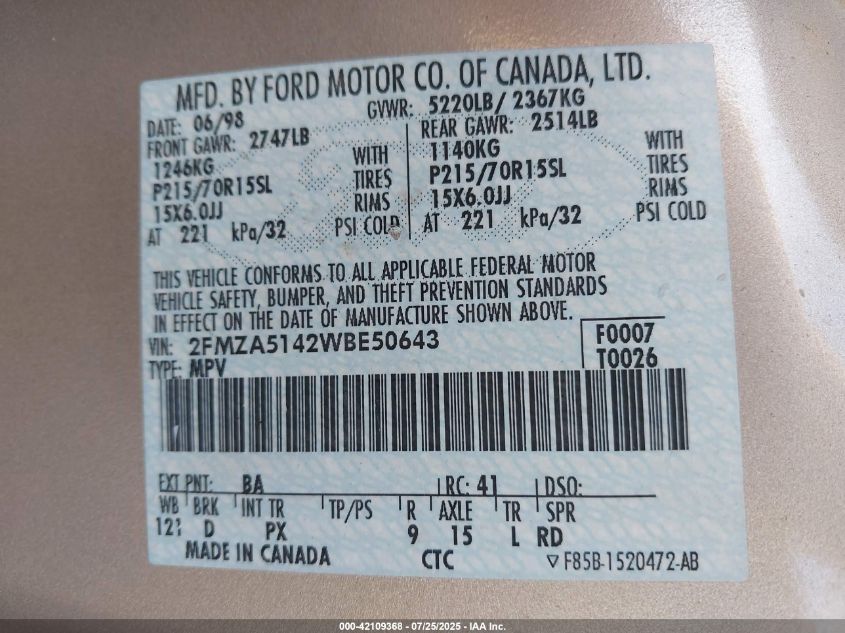 MFD. BY FORD MOTOR CO. OF CANADA, LTD.
DATE: 06/98 GVWR: 5220LB/ 2367KG
FRONT GAWR: 2747LB REAR GAWR: 2514LB
1246KG WITH 1140KG WITH
P215/70R15SL TIRES P215/70R15SL TIRES
15X6.0JJ RIMS 15X6.0JJ RIMS
AT 221 kPa/32 PSI COLD AT 221 kPa/32 PSI COLD
THIS VEHICLE CONFORMS TO ALL APPLICABLE FEDERAL MOTOR
VEHICLE SAFETY, BUMPER, AND THEFT PREVENTION STANDARDS
IN EFFECT ON THE DATE OF MANUFACTURE SHOWN ABOVE.
VIN: 2FMZA5142WBE50643 F0007
TYPE: MPV T0026
EXT PNT: BA RC: 41 DSO:
WB BRK INT TR TP/PS R AXLE TR SPR
121 D PX 9 15 L RD
MADE IN CANADA CTC F85B-1520472-AB
000-42109368 - 07/25/2025 - IAA Inc.